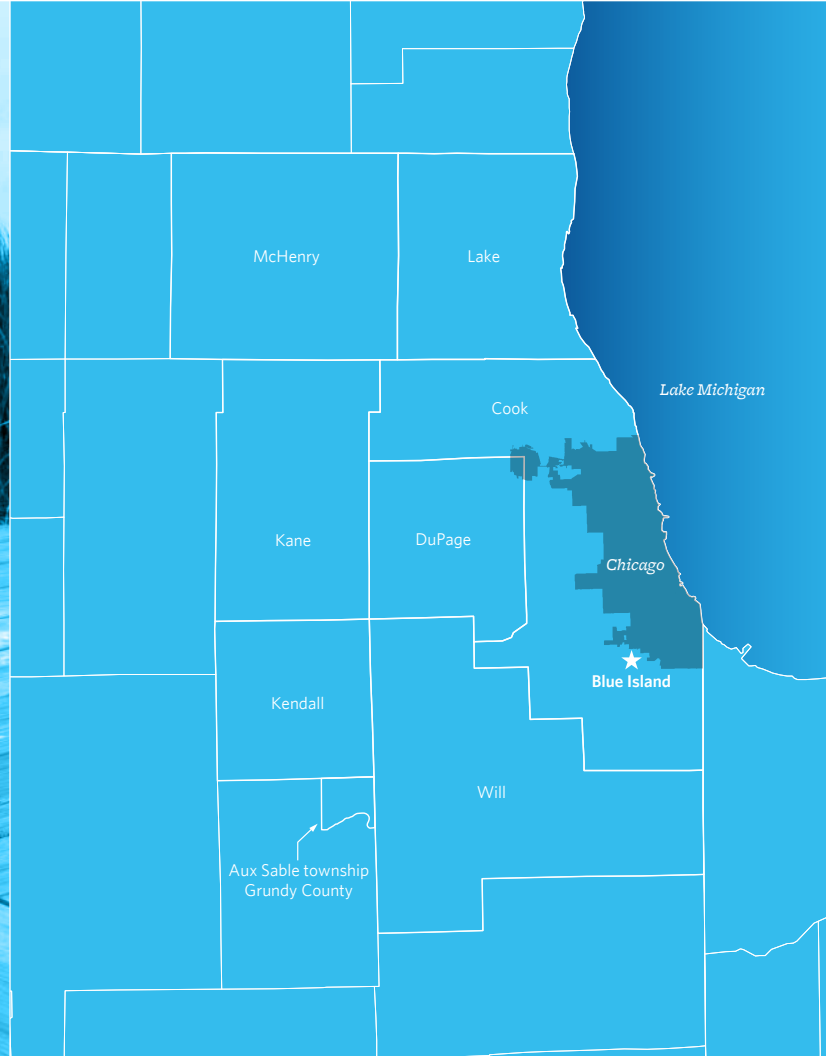 McHenry
Lake
Lake Michigan
Cook
Kane
DuPage
Chicago
Blue Island
Kendall
Will
Aux Sable township
Grundy County